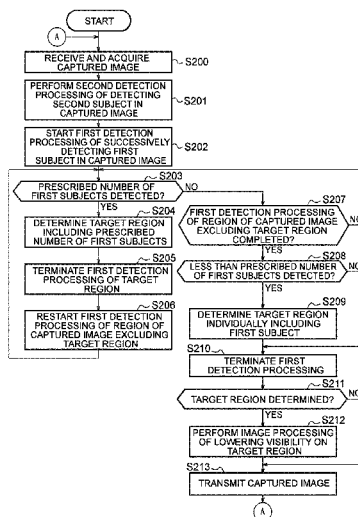 START
A
RECEIVE AND ACQUIRE
CAPTURED IMAGE
S200
PERFORM SECOND DETECTION
PROCESSING OF DETECTING
SECOND SUBJECT IN
CAPTURED IMAGE
S201
START FIRST DETECTION
PROCESSING OF SUCCESSIVELY
DETECTING FIRST
SUBJECT IN CAPTURED IMAGE
S202
S203
PRESCRIBED NUMBER OF
FIRST SUBJECTS DETECTED?
NO
YES
S204
DETERMINE TARGET REGION
INCLUDING PRESCRIBED
NUMBER OF FIRST SUBJECTS
S205
TERMINATE FIRST DETECTION
PROCESSING OF TARGET
REGION
S206
RESTART FIRST DETECTION
PROCESSING OF REGION OF
CAPTURED IMAGE EXCLUDING
TARGET REGION
S207
FIRST DETECTION PROCESSING
OF REGION OF CAPTURED IMAGE
EXCLUDING TARGET REGION
COMPLETED?
NO
YES
S208
LESS THAN PRESCRIBED NUMBER
OF FIRST SUBJECTS DETECTED?
NO
YES
S209
DETERMINE TARGET REGION
INDIVIDUALLY INCLUDING
FIRST SUBJECT
S210
TERMINATE FIRST
DETECTION PROCESSING
S211
TARGET REGION DETERMINED?
NO
YES
S212
PERFORM IMAGE PROCESSING
OF LOWERING VISIBILITY ON
TARGET REGION
S213
TRANSMIT CAPTURED IMAGE
A